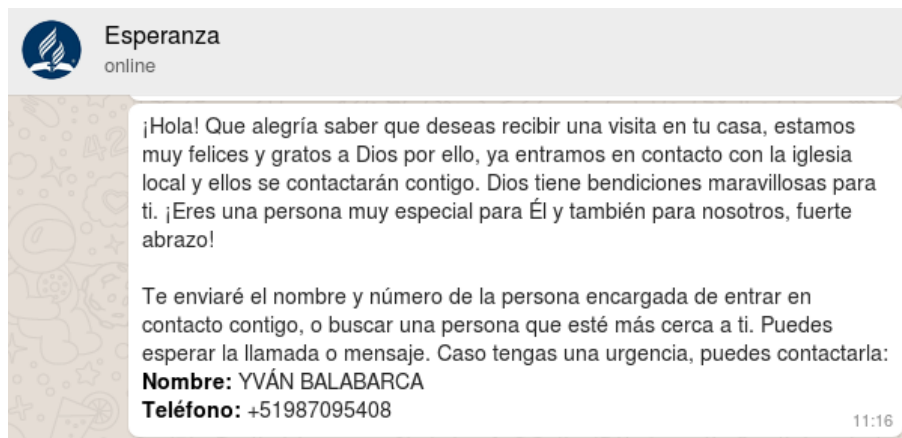 Esperanza
online
¡Hola! Que alegría saber que deseas recibir una visita en tu casa, estamos
muy felices y gratos a Dios por ello, ya entramos en contacto con la iglesia
local y ellos se contactarán contigo. Dios tiene bendiciones maravillosas para
ti. ¡Eres una persona muy especial para Él y también para nosotros, fuerte
abrazo!
Te enviaré el nombre y número de la persona encargada de entrar en
contacto contigo, o buscar una persona que esté más cerca a ti. Puedes
esperar la llamada o mensaje. Caso tengas una urgencia, puedes contactarla:
Nombre: YVÁN BALABARCA
Teléfono: +51987095408
11:16